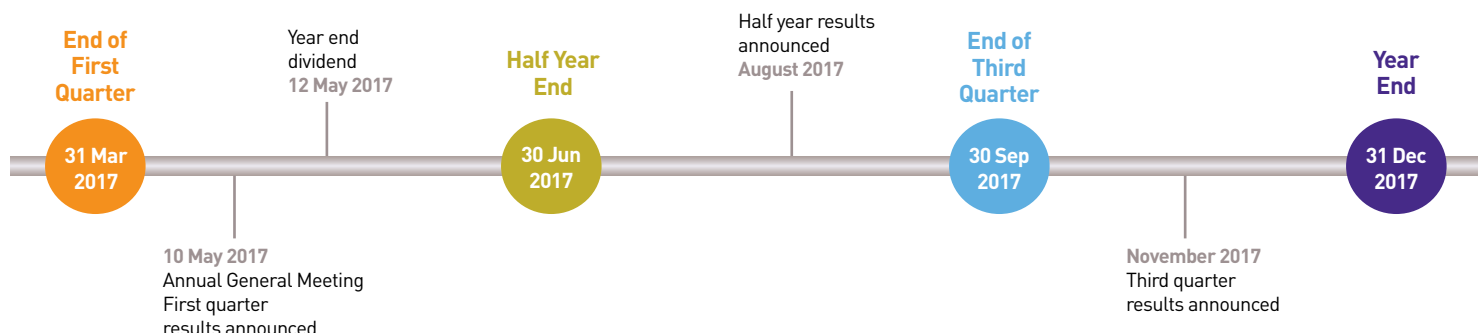 End of
First
Quarter
31 Mar
2017
10 May 2017
Annual General Meeting
First quarter
results announced
Year end
dividend
12 May 2017
Half Year
End
30 Jun
2017
Half year results
announced
August 2017
End of
Third
Quarter
30 Sep
2017
November 2017
Third quarter
results announced
Year
End
31 Dec
2017